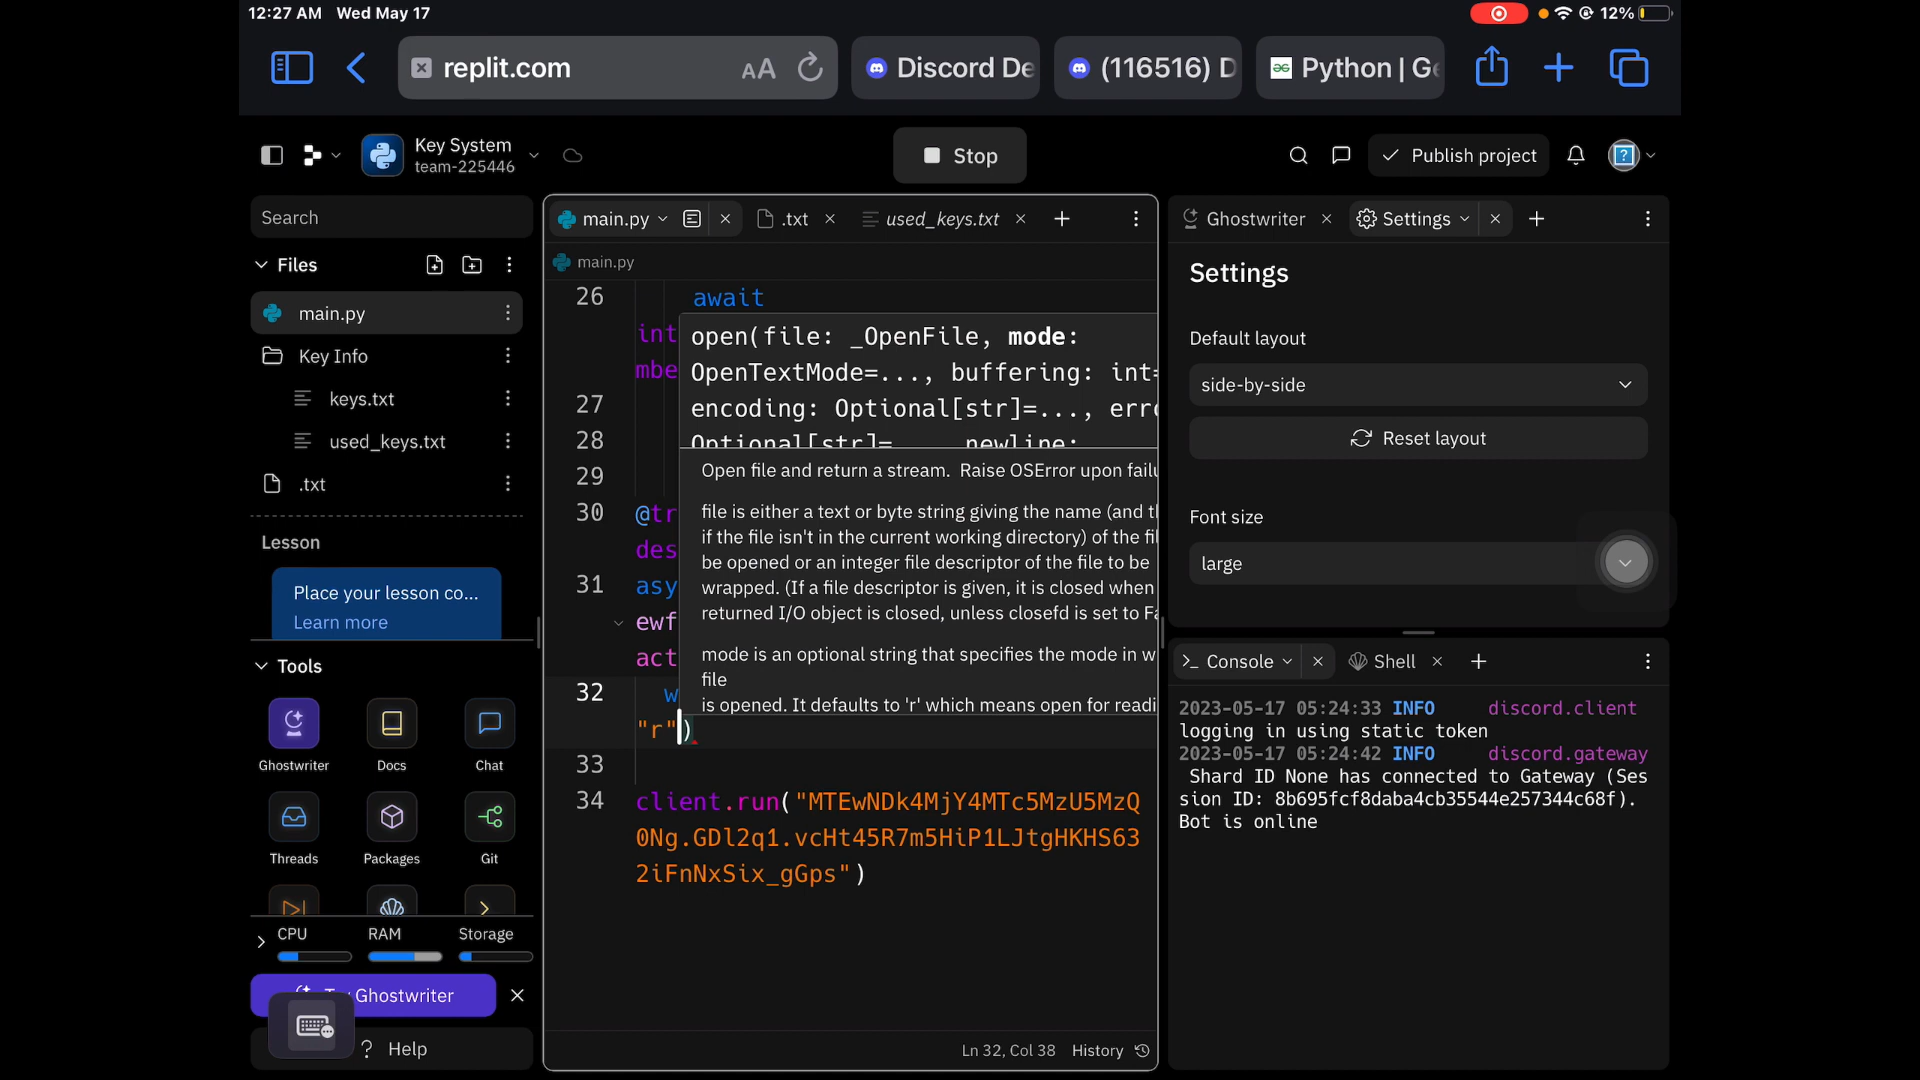 12:27 AM Wed May 17
12%
replit.com
AA
Discord De
(116516) D
Python | Ge
Key System
team-225446
Stop
Publish project
Search
Files
main.py
Key Info
keys.txt
used_keys.txt
.txt
Lesson
Place your lesson co...
Learn more
Tools
Ghostwriter
Docs
Chat
Threads
Packages
Git
CPU
RAM
Storage
Ghostwriter
Help
main.py
.txt
used_keys.txt
main.py
26 await
int
mbe
open(file: _OpenFile, mode:
OpenTextMode=..., buffering: int=
encoding: Optional[str]=..., erro
Optional[str]=... newline:
Open file and return a stream. Raise OSError upon failu
file is either a text or byte string giving the name (and th
if the file isn't in the current working directory) of the fil
be opened or an integer file descriptor of the file to be
wrapped. (If a file descriptor is given, it is closed when
returned I/O object is closed, unless closefd is set to Fa
mode is an optional string that specifies the mode in w
file
is opened. It defaults to 'r' which means open for readi
27
28
29
30 @tr
des
31 asy
ewf
act
32 w
"r")
33
34 client.run("MTEwNDk4MjY4MTc5MzU5MzQ
0Ng.GDl2q1.vcHt45R7m5HiP1LJtgHKHS63
2iFnNxSix_gGps")
Ln 32, Col 38 History
Ghostwriter
Settings
Settings
Default layout
side-by-side
Reset layout
Font size
large
Console
Shell
2023-05-17 05:24:33 INFO discord.client
logging in using static token
2023-05-17 05:24:42 INFO discord.gateway
Shard ID None has connected to Gateway (Ses
sion ID: 8b695fcf8daba4cb35544e257344c68f).
Bot is online